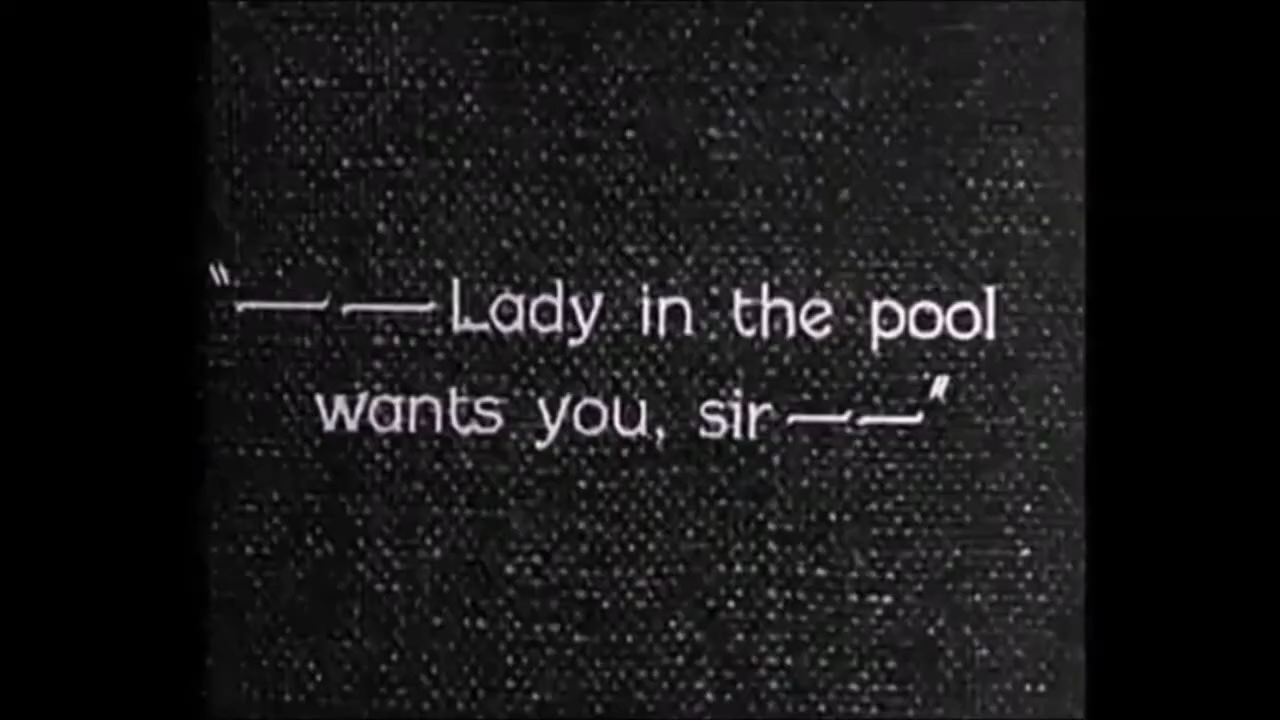 "— — Lady in the pool
wants you, sir — —"